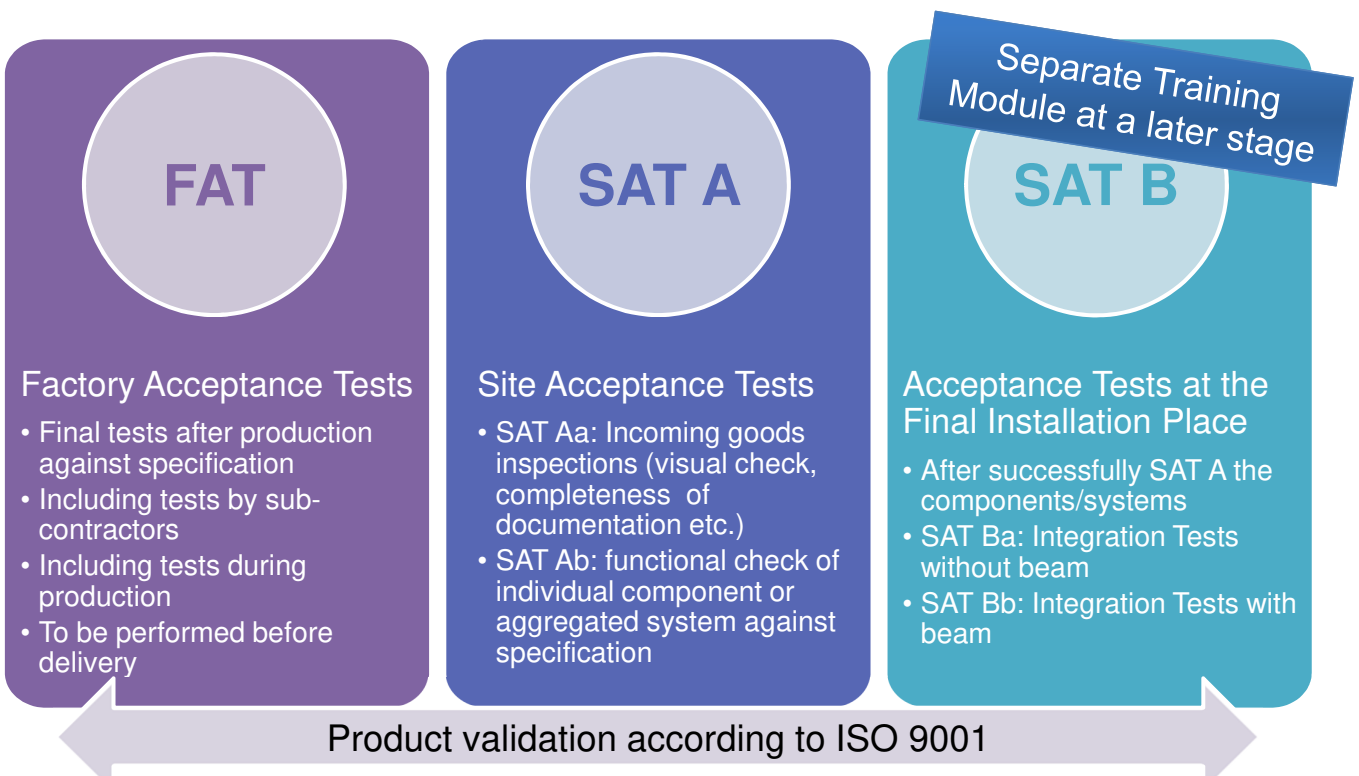 FAT
Factory Acceptance Tests
• Final tests after production
against specification
• Including tests by sub-
contractors
• Including tests during
production
• To be performed before
delivery
SAT A
Site Acceptance Tests
• SAT Aa: Incoming goods
inspections (visual check,
completeness of
documentation etc.)
• SAT Ab: functional check of
individual component or
aggregated system against
specification
Separate Training
Module at a later stage
SAT B
Acceptance Tests at the
Final Installation Place
• After successfully SAT A the
components/systems
• SAT Ba: Integration Tests
without beam
• SAT Bb: Integration Tests with
beam
Product validation according to ISO 9001